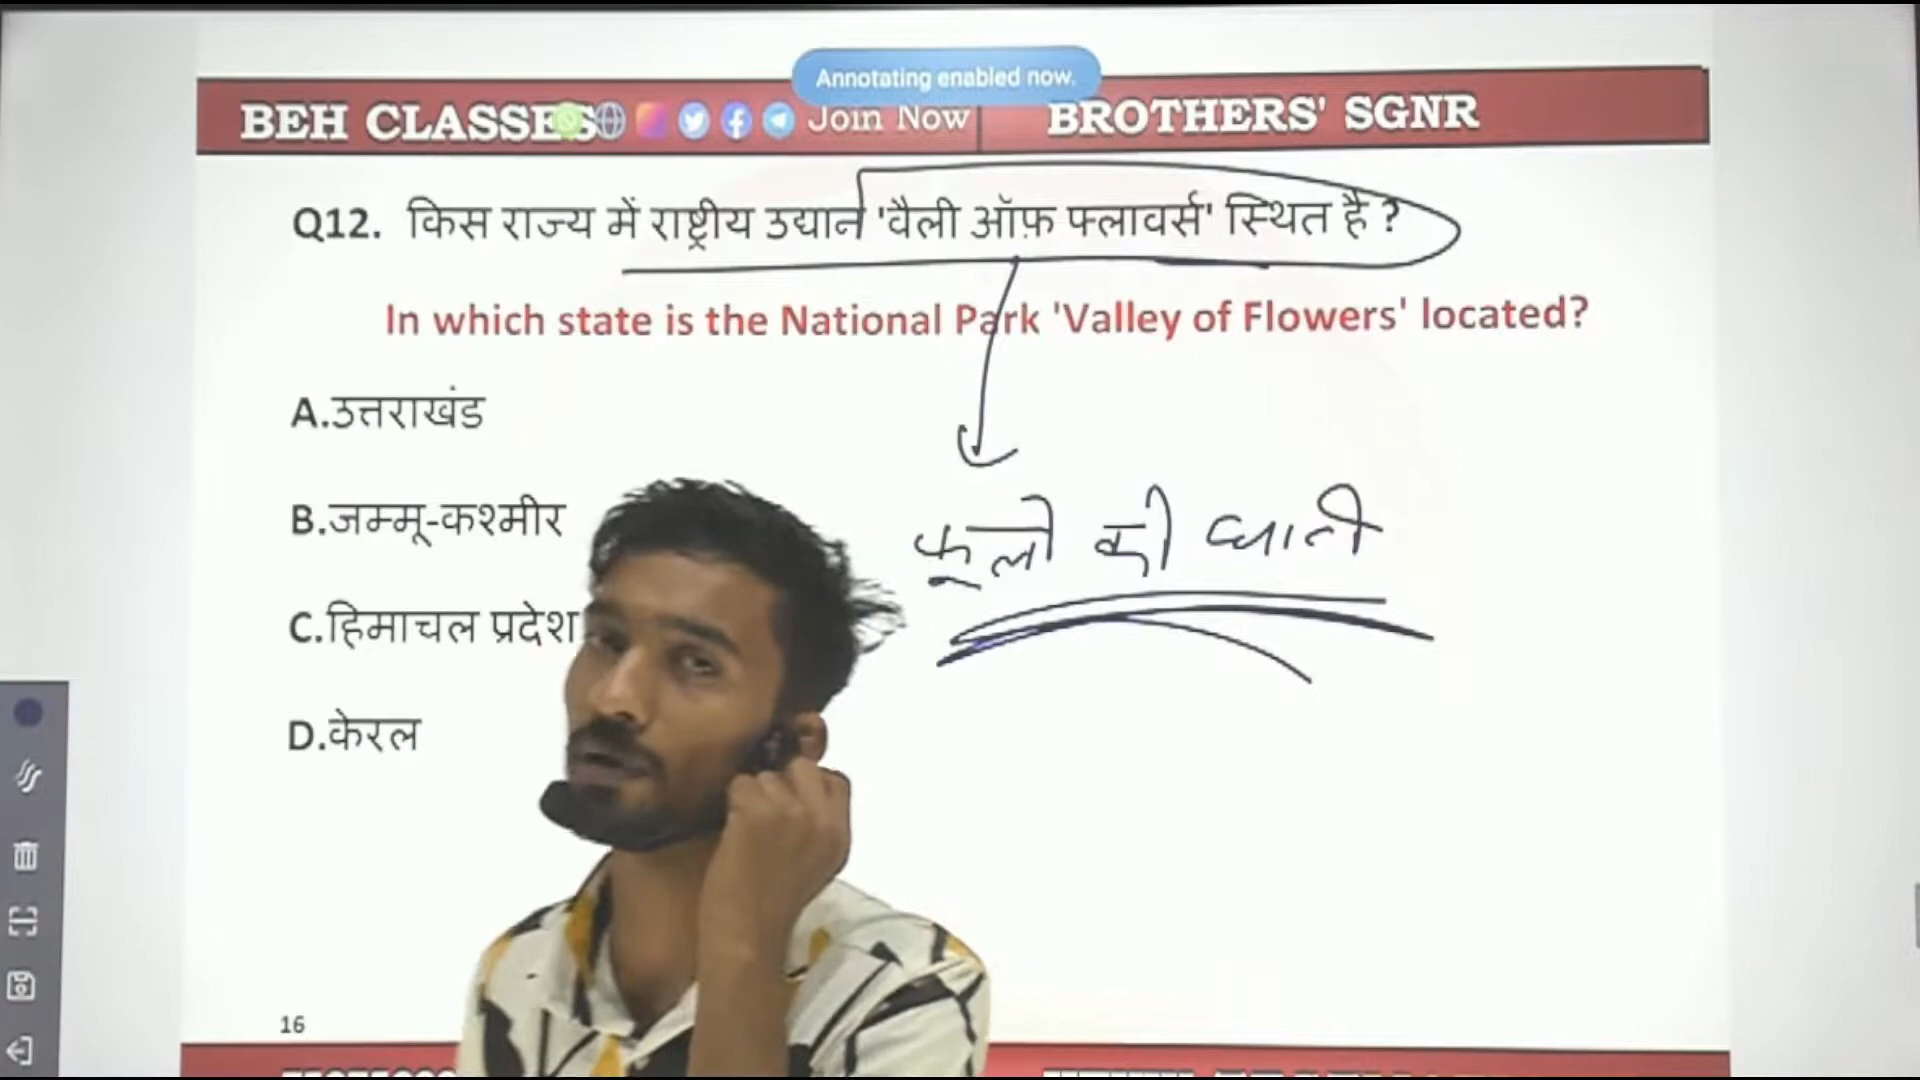 Annotating enabled now.
BEH CLASSES Join Now BROTHERS' SGNR
Q12. किस राज्य में राष्ट्रीय उद्यान 'वैली ऑफ़ फ्लावर्स' स्थित है ?
In which state is the National Park 'Valley of Flowers' located?
A.उत्तराखंड
B.जम्मू-कश्मीर
फूलो की घाटी
C.हिमाचल प्रदेश
D.केरल
16